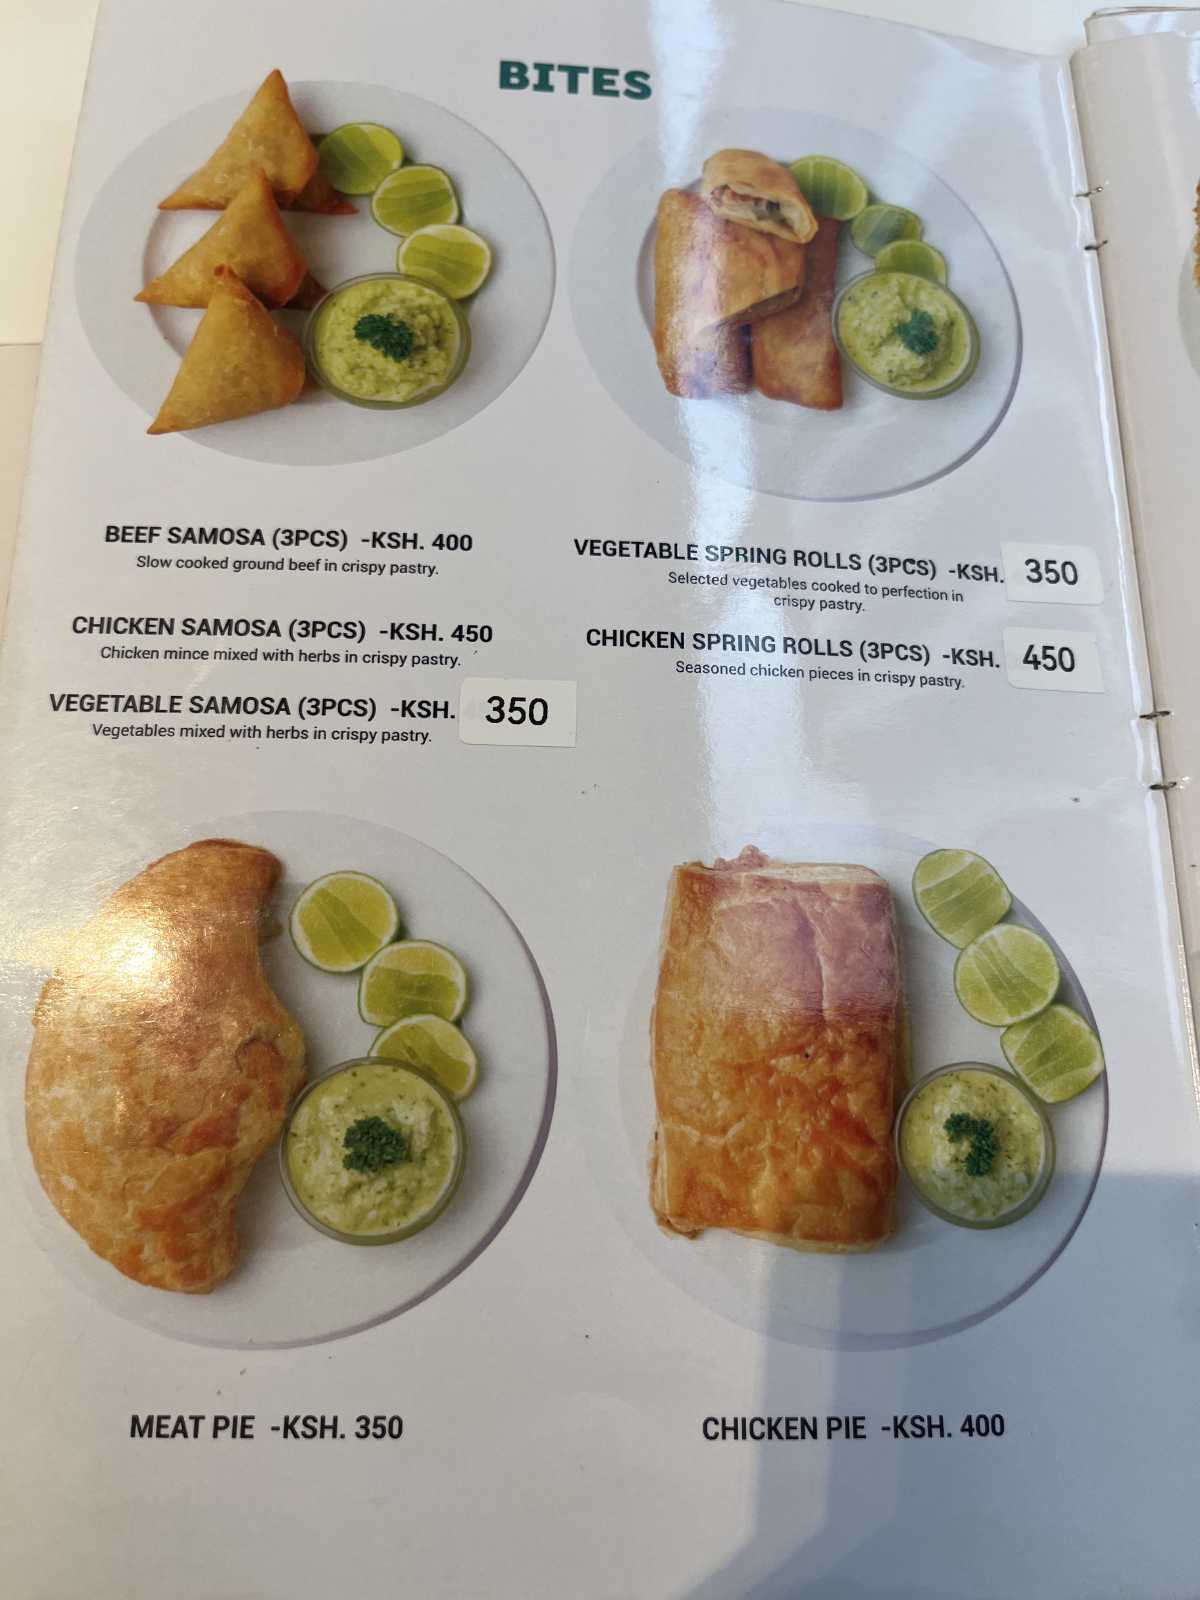 BITES
BEEF SAMOSA (3PCS) -KSH. 400
Slow cooked ground beef in crispy pastry.
CHICKEN SAMOSA (3PCS) -KSH. 450
Chicken mince mixed with herbs in crispy pastry.
VEGETABLE SAMOSA (3PCS) -KSH. 350
Vegetables mixed with herbs in crispy pastry.
VEGETABLE SPRING ROLLS (3PCS) -KSH. 350
Selected vegetables cooked to perfection in
crispy pastry.
CHICKEN SPRING ROLLS (3PCS) -KSH. 450
Seasoned chicken pieces in crispy pastry.
MEAT PIE -KSH. 350
CHICKEN PIE -KSH. 400